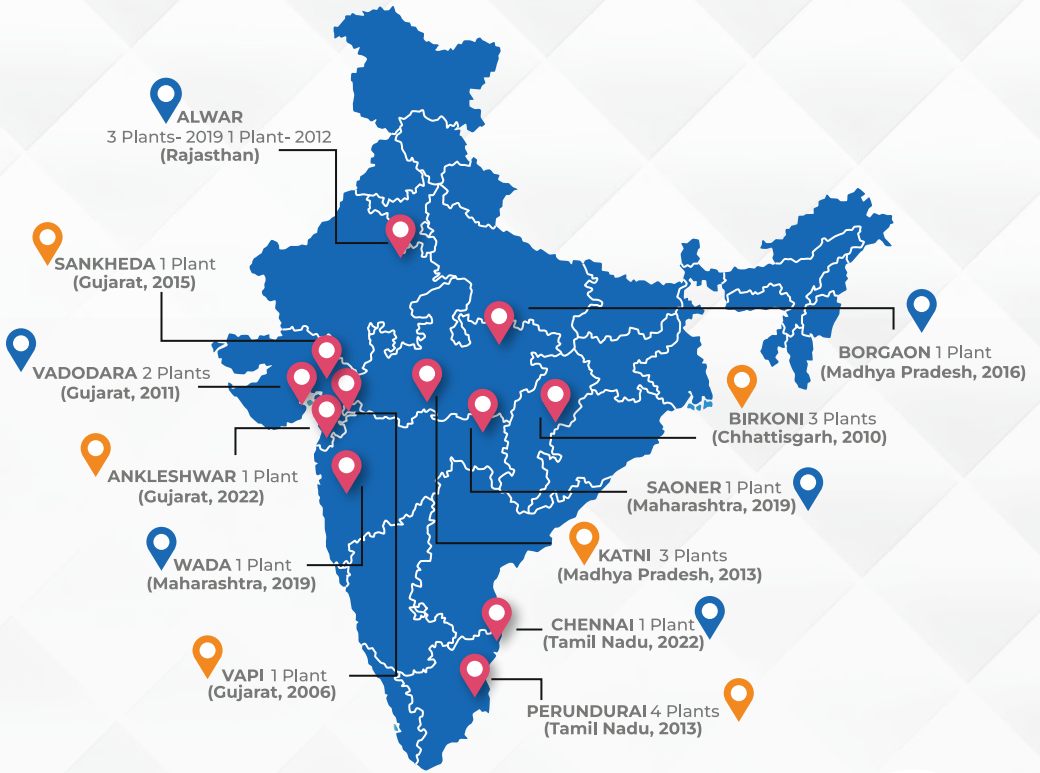 ALWAR
3 Plants- 2019 1 Plant- 2012
(Rajasthan)
SANKHEDA 1 Plant
(Gujarat, 2015)
VADODARA 2 Plants
(Gujarat, 2011)
ANKLESHWAR 1 Plant
(Gujarat, 2022)
WADA 1 Plant
(Maharashtra, 2019)
VAPI 1 Plant
(Gujarat, 2006)
BORGAON 1 Plant
(Madhya Pradesh, 2016)
BIRKONI 3 Plants
(Chhattisgarh, 2010)
SAONER 1 Plant
(Maharashtra, 2019)
KATNI 3 Plants
(Madhya Pradesh, 2013)
CHENNAI 1 Plant
(Tamil Nadu, 2022)
PERUNDURAI 4 Plants
(Tamil Nadu, 2013)